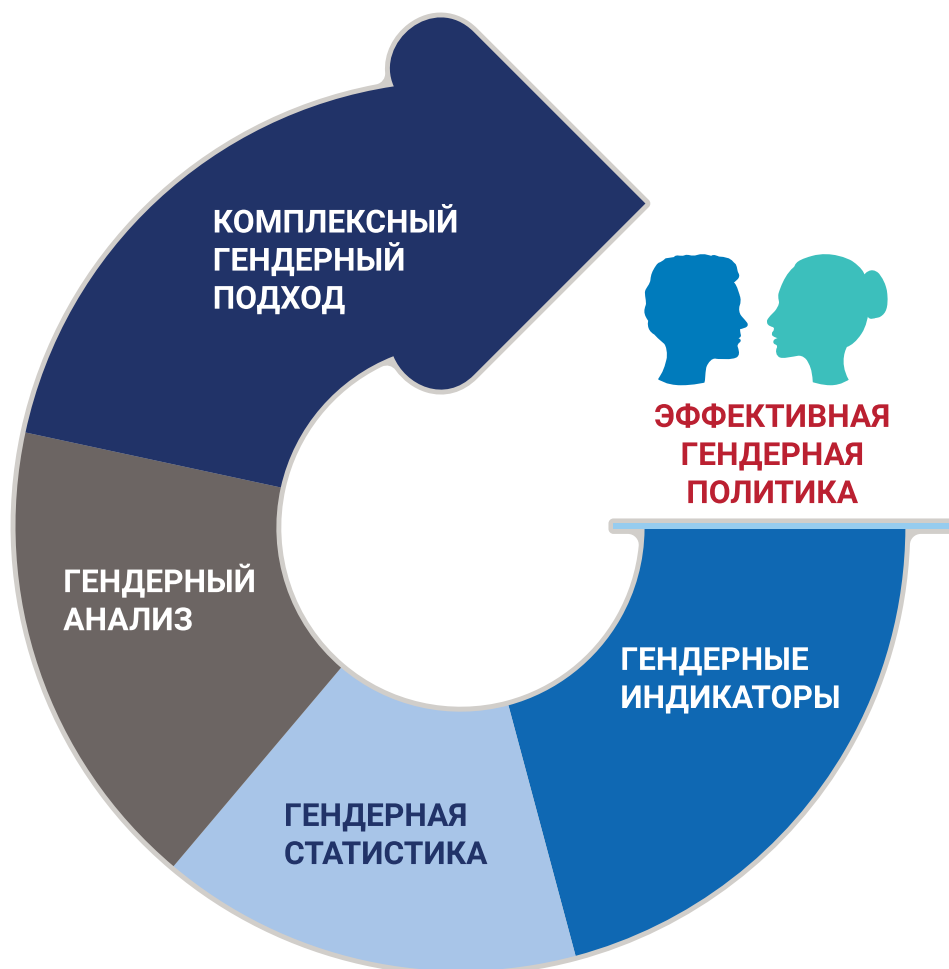 КОМПЛЕКСНЫЙ
ГЕНДЕРНЫЙ
ПОДХОД
ЭФФЕКТИВНАЯ
ГЕНДЕРНАЯ
ПОЛИТИКА
ГЕНДЕРНЫЙ
АНАЛИЗ
ГЕНДЕРНЫЕ
ИНДИКАТОРЫ
ГЕНДЕРНАЯ
СТАТИСТИКА